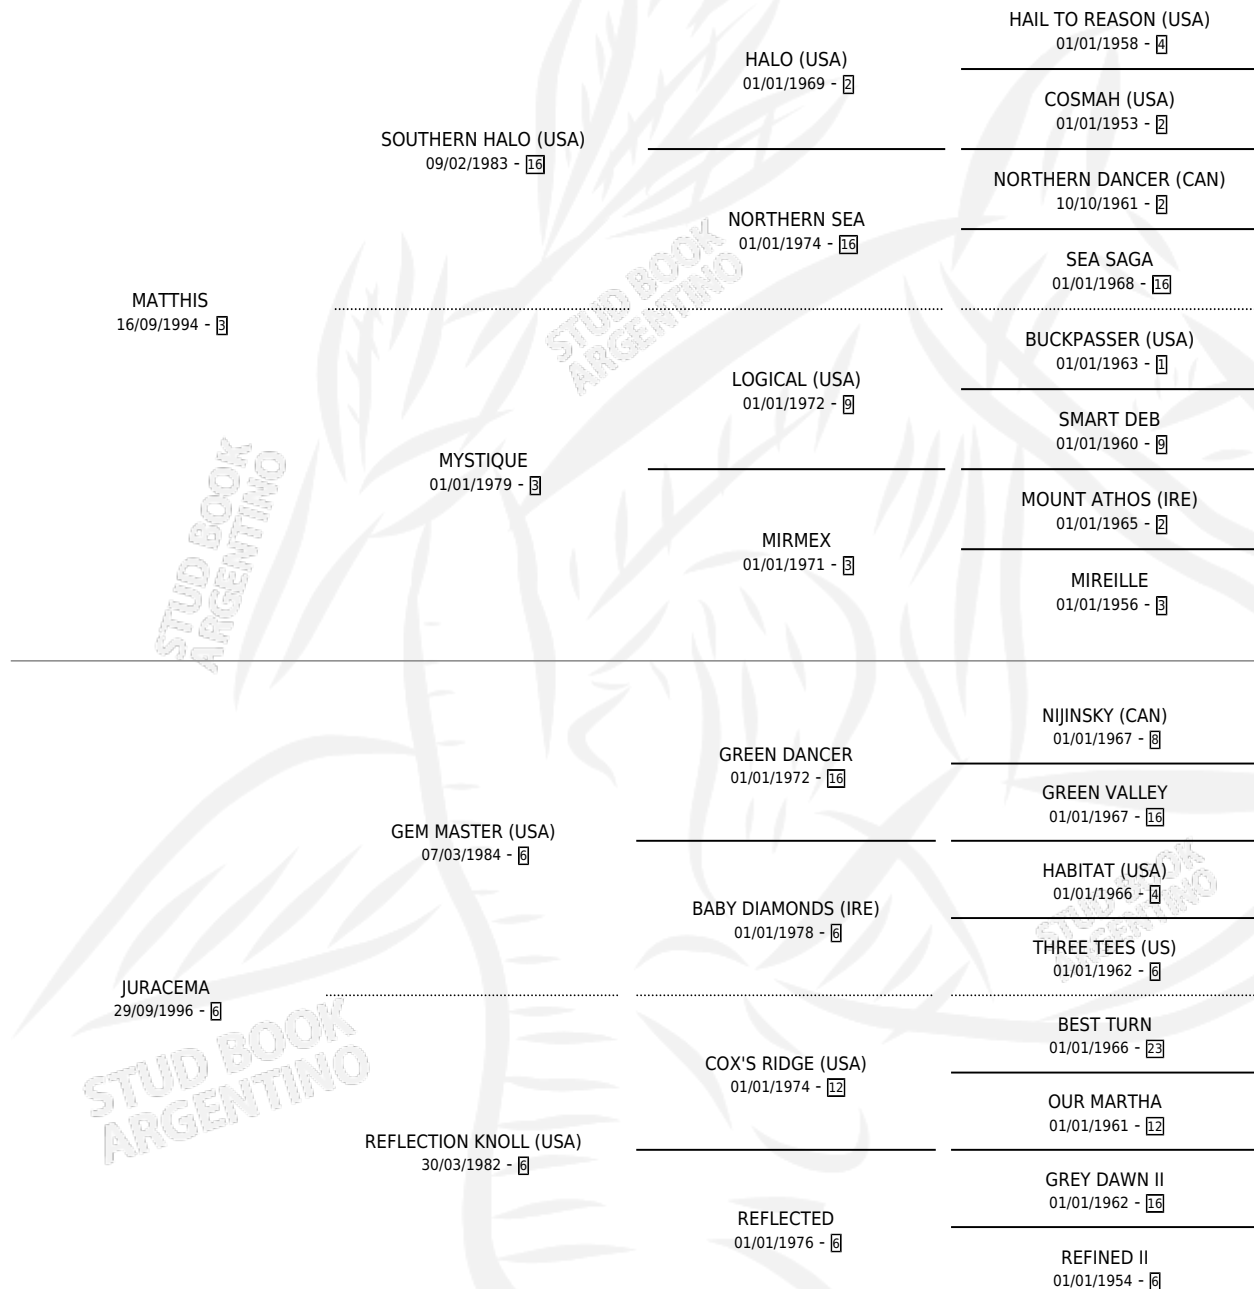 HAIL TO REASON (USA)
01/01/1958 - 4
HALO (USA)
01/01/1969 - 2
COSMAH (USA)
01/01/1953 - 2
SOUTHERN HALO (USA)
09/02/1983 - 16
NORTHERN DANCER (CAN)
10/10/1961 - 2
NORTHERN SEA
01/01/1974 - 16
SEA SAGA
01/01/1968 - 16
MATTHIS
16/09/1994 - 3
BUCKPASSER (USA)
01/01/1963 - 1
LOGICAL (USA)
01/01/1972 - 9
SMART DEB
01/01/1960 - 9
MYSTIQUE
01/01/1979 - 3
MOUNT ATHOS (IRE)
01/01/1965 - 2
MIRMEX
01/01/1971 - 3
MIREILLE
01/01/1956 - 3
NIJINSKY (CAN)
01/01/1967 - 8
GREEN DANCER
01/01/1972 - 16
GREEN VALLEY
01/01/1967 - 16
GEM MASTER (USA)
07/03/1984 - 6
HABITAT (USA)
01/01/1966 - 4
BABY DIAMONDS (IRE)
01/01/1978 - 6
THREE TEES (US)
01/01/1962 - 6
JURACEMA
29/09/1996 - 6
BEST TURN
01/01/1966 - 23
COX'S RIDGE (USA)
01/01/1974 - 12
OUR MARTHA
01/01/1961 - 12
REFLECTION KNOLL (USA)
30/03/1982 - 6
GREY DAWN II
01/01/1962 - 16
REFLECTED
01/01/1976 - 6
REFINED II
01/01/1954 - 6
STUD BOOK
ARGENTINO
STUD BOOK
ARGENTINO
STUD BOOK
ARGENTINO
STUD BOOK
ARGENTINO